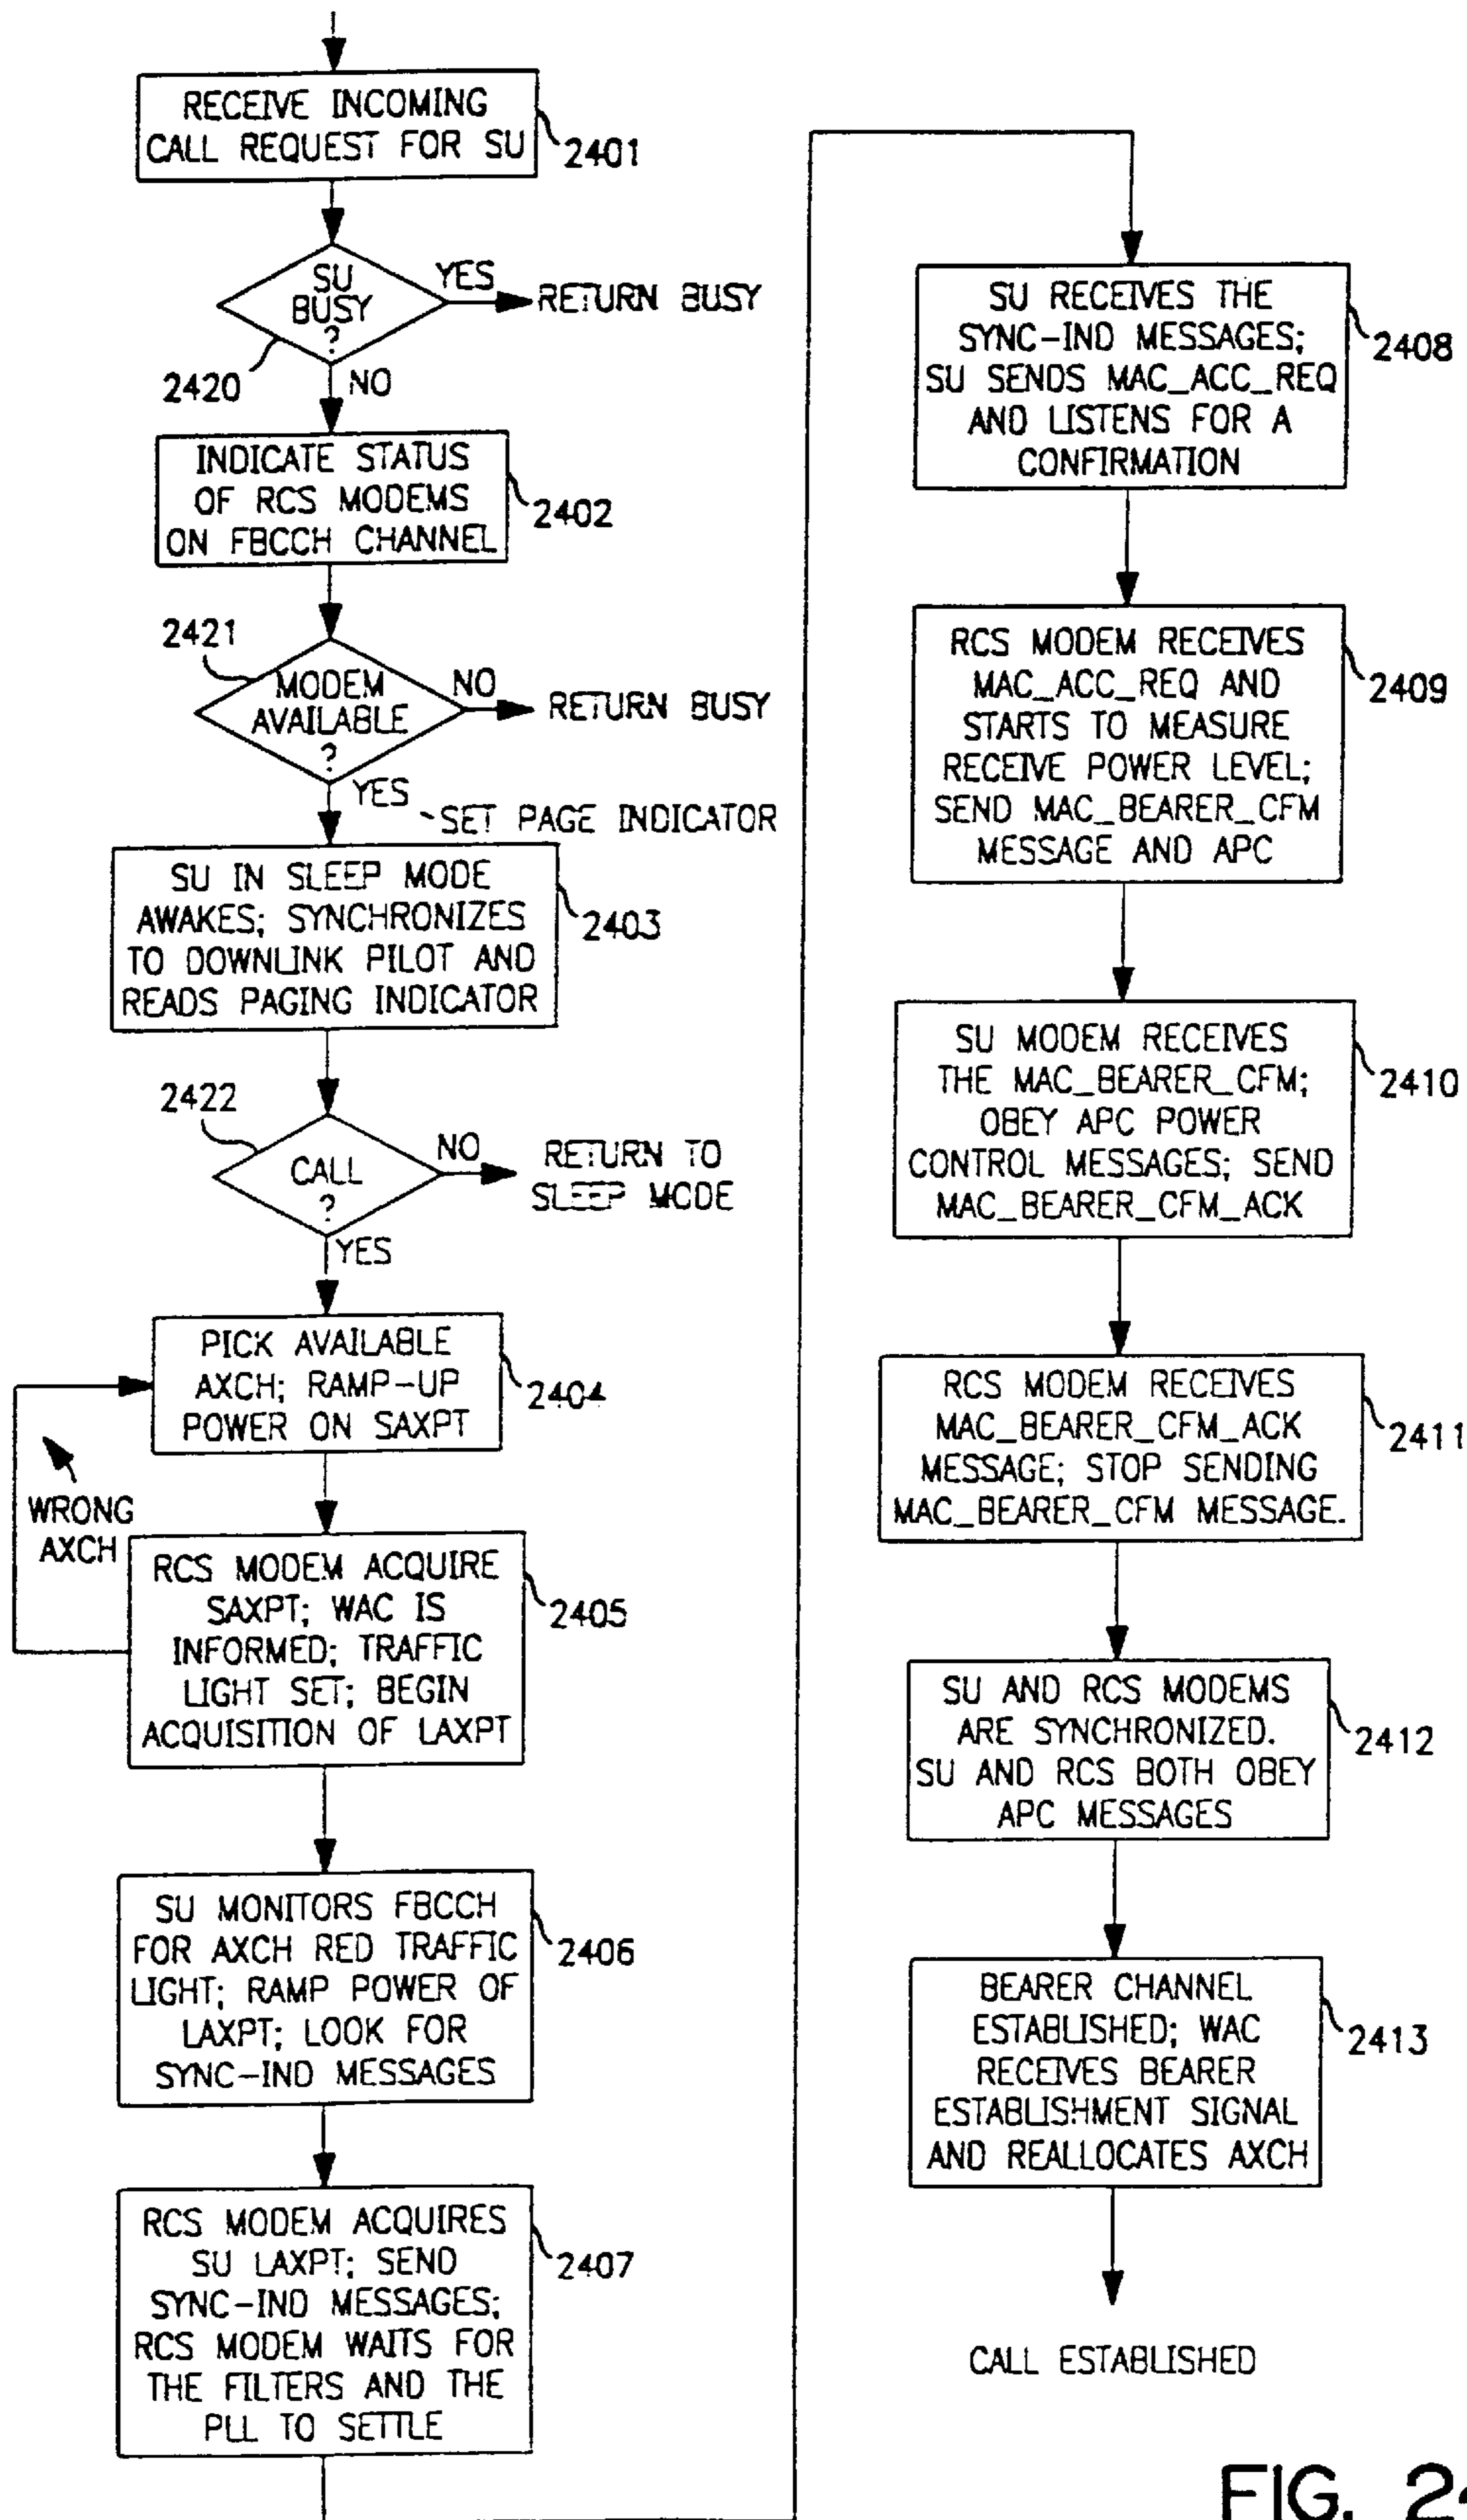 RECEIVE INCOMING
CALL REQUEST FOR SU
2401
SU
BUSY
?
YES
RETURN BUSY
2420
NO
INDICATE STATUS
OF RCS MODEMS
ON FBCCH CHANNEL
2402
2421
MODEM
AVAILABLE
?
NO
RETURN BUSY
YES
SET PAGE INDICATOR
SU IN SLEEP MODE
AWAKES; SYNCHRONIZES
TO DOWNLINK PILOT AND
READS PAGING INDICATOR
2403
2422
CALL
?
NO
RETURN TO
SLEEP MODE
YES
PICK AVAILABLE
AXCH; RAMP-UP
POWER ON SAXPT
2404
WRONG
AXCH
RCS MODEM ACQUIRE
SAXPT; WAC IS
INFORMED; TRAFFIC
LIGHT SET; BEGIN
ACQUISITION OF LAXPT
2405
SU MONITORS FBCCH
FOR AXCH RED TRAFFIC
LIGHT; RAMP POWER OF
LAXPT; LOOK FOR
SYNC-IND MESSAGES
2406
RCS MODEM ACQUIRES
SU LAXPT; SEND
SYNC-IND MESSAGES;
RCS MODEM WAITS FOR
THE FILTERS AND THE
PLL TO SETTLE
2407
SU RECEIVES THE
SYNC-IND MESSAGES;
SU SENDS MAC_ACC_REQ
AND LISTENS FOR A
CONFIRMATION
2408
RCS MODEM RECEIVES
MAC_ACC_REQ AND
STARTS TO MEASURE
RECEIVE POWER LEVEL;
SEND MAC_BEARER_CFM
MESSAGE AND APC
2409
SU MODEM RECEIVES
THE MAC_BEARER_CFM;
OBEY APC POWER
CONTROL MESSAGES; SEND
MAC_BEARER_CFM_ACK
2410
RCS MODEM RECEIVES
MAC_BEARER_CFM_ACK
MESSAGE; STOP SENDING
MAC_BEARER_CFM MESSAGE.
2411
SU AND RCS MODEMS
ARE SYNCHRONIZED.
SU AND RCS BOTH OBEY
APC MESSAGES
2412
BEARER CHANNEL
ESTABLISHED; WAC
RECEIVES BEARER
ESTABLISHMENT SIGNAL
AND REALLOCATES AXCH
2413
CALL ESTABLISHED
FIG. 2